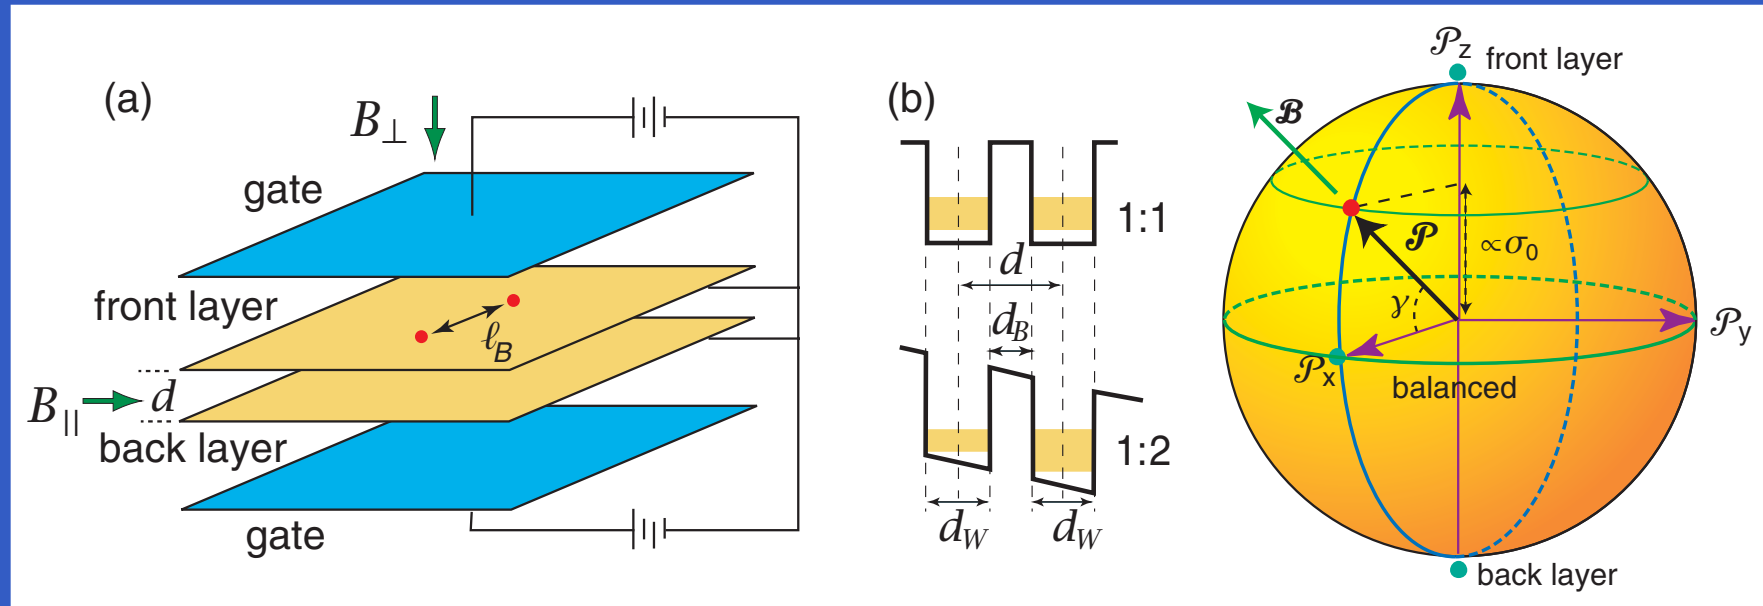 (a)
B⊥
gate
front layer
ℓB
B|| d
back layer
gate
(b)
1:1
d
dB
1:2
dW dW
𝒫z front layer
ℬ
𝒫
∝σ0
γ
𝒫y
𝒫x
balanced
back layer